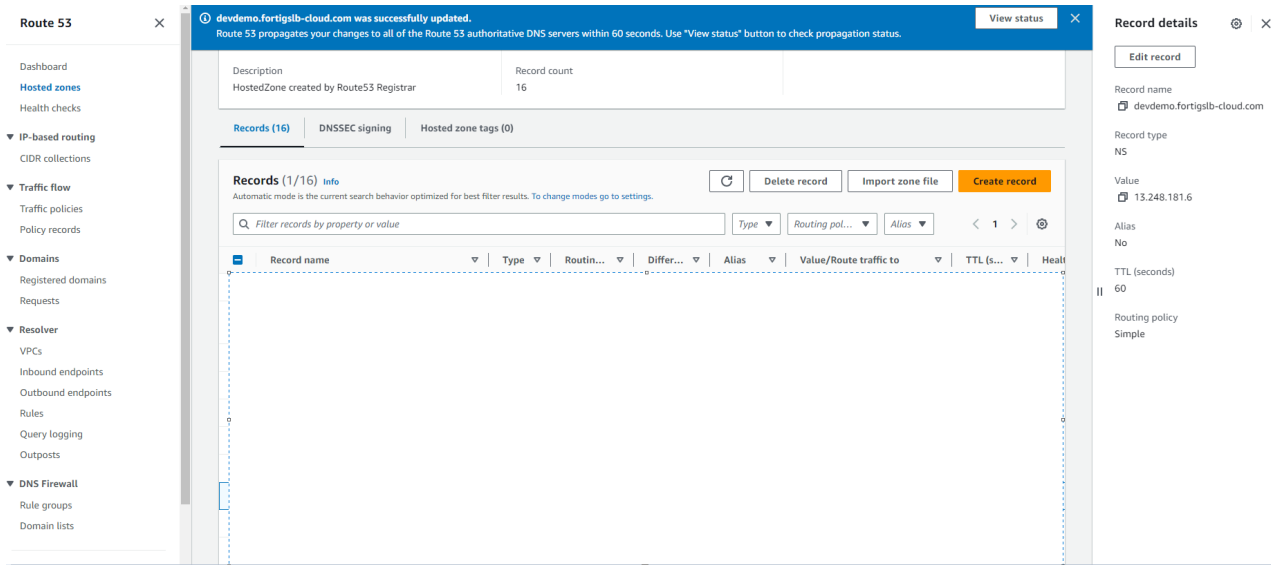 Route 53
Dashboard
Hosted zones
Health checks
IP-based routing
CIDR collections
Traffic flow
Traffic policies
Policy records
Domains
Registered domains
Requests
Resolver
VPCs
Inbound endpoints
Outbound endpoints
Rules
Query logging
Outposts
DNS Firewall
Rule groups
Domain lists
devdemo.fortigslb-cloud.com was successfully updated.
Route 53 propagates your changes to all of the Route 53 authoritative DNS servers within 60 seconds. Use "View status" button to check propagation status.
View status
Description
HostedZone created by Route53 Registrar
Record count
16
Records (16)
DNSSEC signing
Hosted zone tags (0)
Records (1/16) Info
Automatic mode is the current search behavior optimized for best filter results. To change modes go to settings.
Delete record
Import zone file
Create record
Filter records by property or value
Type
Routing pol...
Alias
1
Record name
Type
Routin...
Differ...
Alias
Value/Route traffic to
TTL (s...
Healt
Record details
Edit record
Record name
devdemo.fortigslb-cloud.com
Record type
NS
Value
13.248.181.6
Alias
No
TTL (seconds)
60
Routing policy
Simple